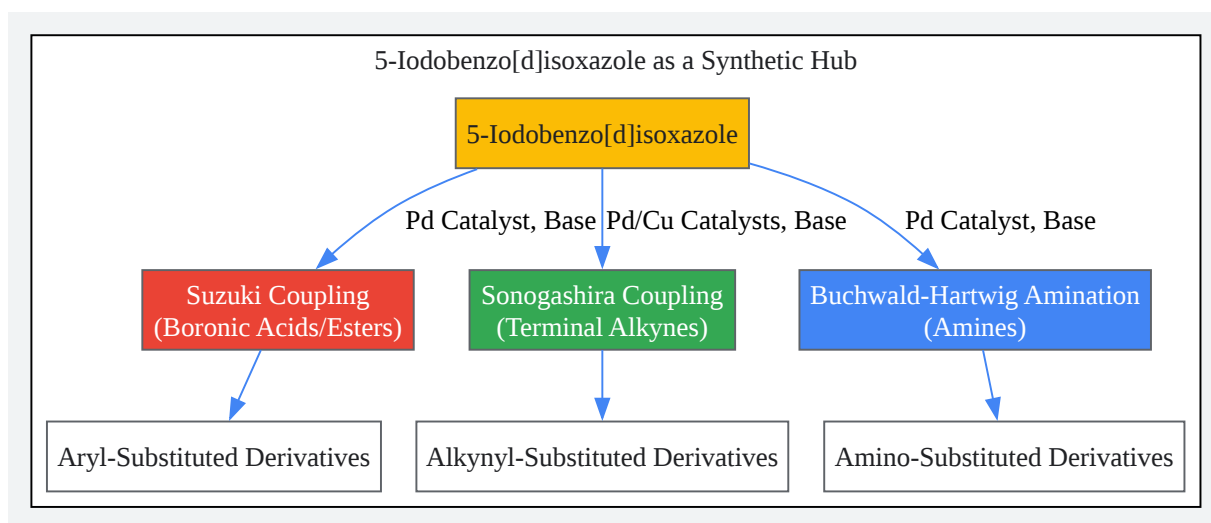 5-Iodobenzo[d]isoxazole as a Synthetic Hub
5-Iodobenzo[d]isoxazole
Pd Catalyst, Base
Pd/Cu Catalysts, Base
Pd Catalyst, Base
Suzuki Coupling
(Boronic Acids/Esters)
Sonogashira Coupling
(Terminal Alkynes)
Buchwald-Hartwig Amination
(Amines)
Aryl-Substituted Derivatives
Alkynyl-Substituted Derivatives
Amino-Substituted Derivatives